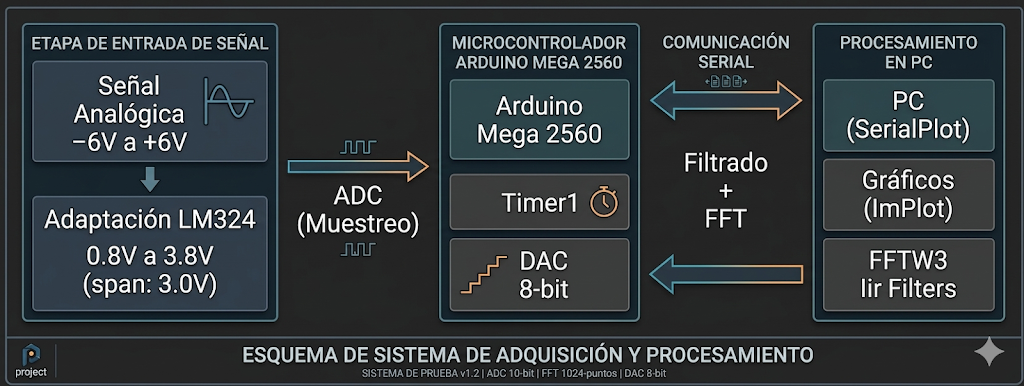 ETAPA DE ENTRADA DE SEÑAL
Señal
Analógica
−6V a +6V
Adaptación LM324
0.8V a 3.8V
(span: 3.0V)
ADC
(Muestreo)
MICROCONTROLADOR
ARDUINO MEGA 2560
Arduino
Mega 2560
Timer1
DAC
8-bit
COMUNICACIÓN
SERIAL
Filtrado
+
FFT
PROCESAMIENTO
EN PC
PC
(SerialPlot)
Gráficos
(ImPlot)
FFTW3
Iir Filters
project
ESQUEMA DE SISTEMA DE ADQUISICIÓN Y PROCESAMIENTO
SISTEMA DE PRUEBA v1.2 | ADC 10-bit | FFT 1024-puntos | DAC 8-bit